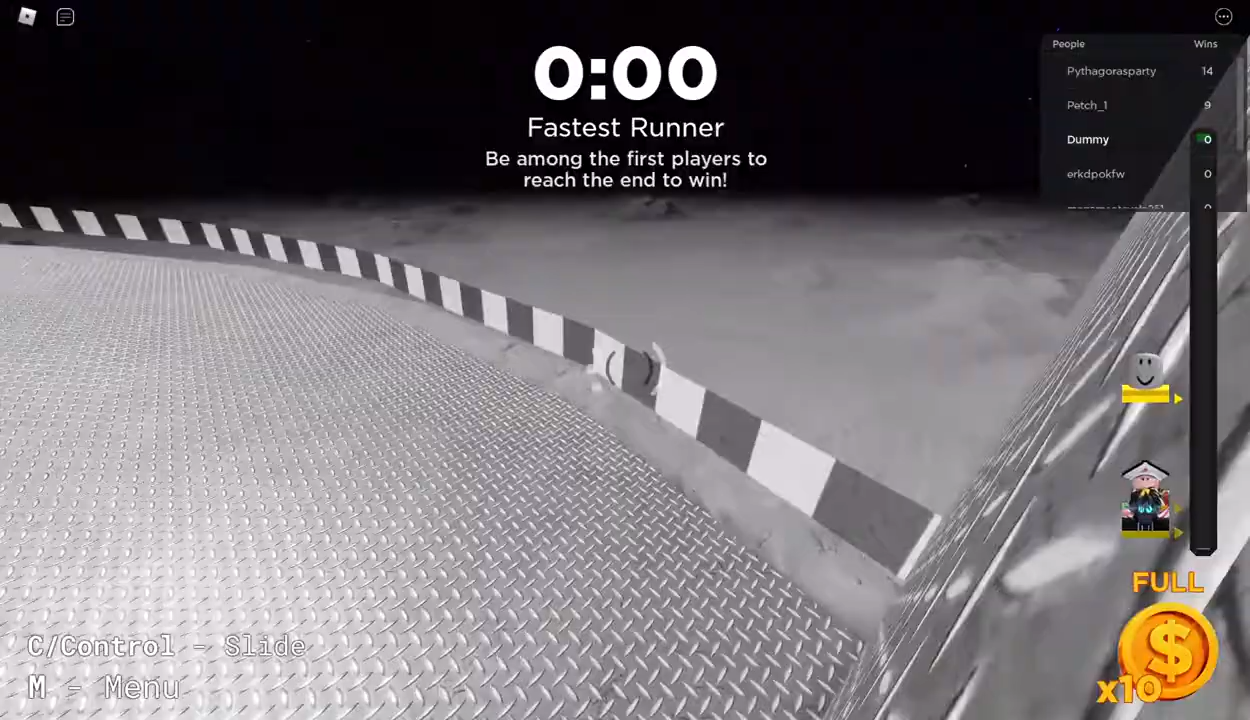 0:00
Fastest Runner
Be among the first players to
reach the end to win!
People Wins
Pythagorasparty 14
Petch_1 9
Dummy 0
erkdpokfw 0
0
C/Control - Slide
M - Menu
FULL
$
x10